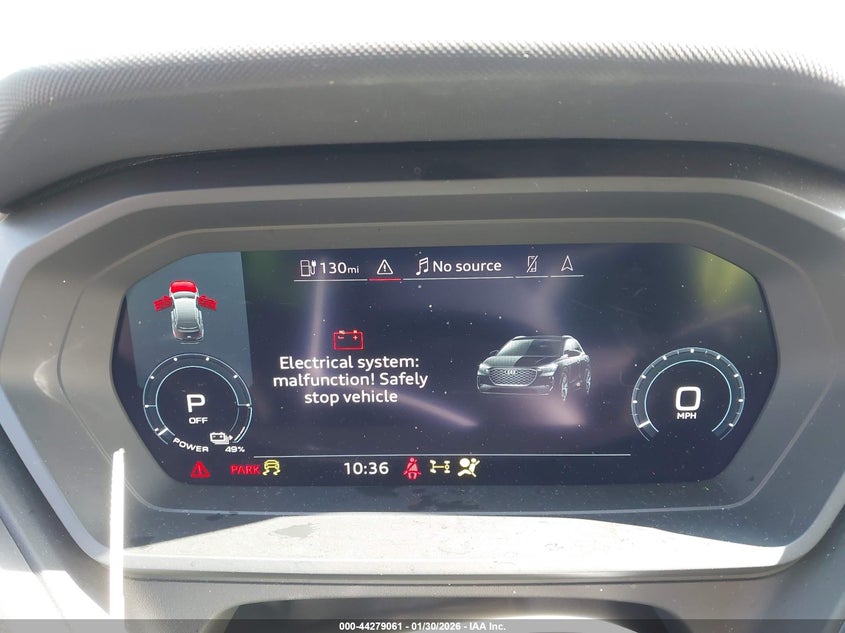 130mi
No source
Electrical system:
malfunction! Safely
stop vehicle
P
OFF
POWER
49%
0
MPH
PARK
10:36
000-44279061 - 01/30/2026 - IAA Inc.